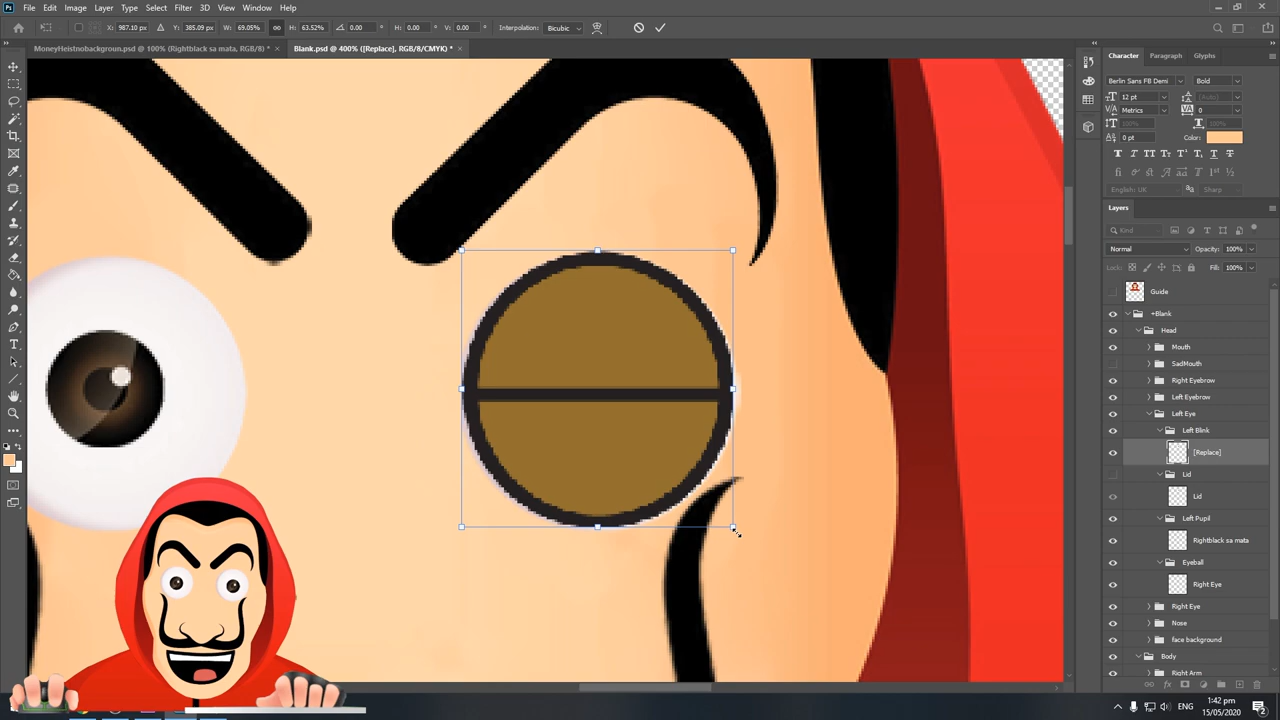 Ps File Edit Image Layer Type Select Filter 3D View Window Help
X: 987.10 px Y: 385.09 px W: 69.05% H: 63.52% 0.00 H: 0.00 V: 0.00 Interpolation: Bicubic
MoneyHeistnobackgroun.psd @ 100% (Rightblack sa mata, RGB/8) * × Blank.psd @ 400% ([Replace], RGB/8/CMYK) * ×
Character Paragraph Glyphs
Berlin Sans FB Demi Bold
12 pt (Auto)
Metrics 0
100% 100%
0 pt Color:
English: UK Sharp
Layers
Kind
Normal Opacity: 100%
Lock: Fill: 100%
Guide
+Blank
Head
Mouth
SadMouth
Right Eyebrow
Left Eyebrow
Left Eye
Left Blink
[Replace]
Lid
Lid
Left Pupil
Rightblack sa mata
Eyeball
Right Eye
Right Eye
Nose
face background
Body
Right Arm
ENG
1:42 pm
15/05/2020